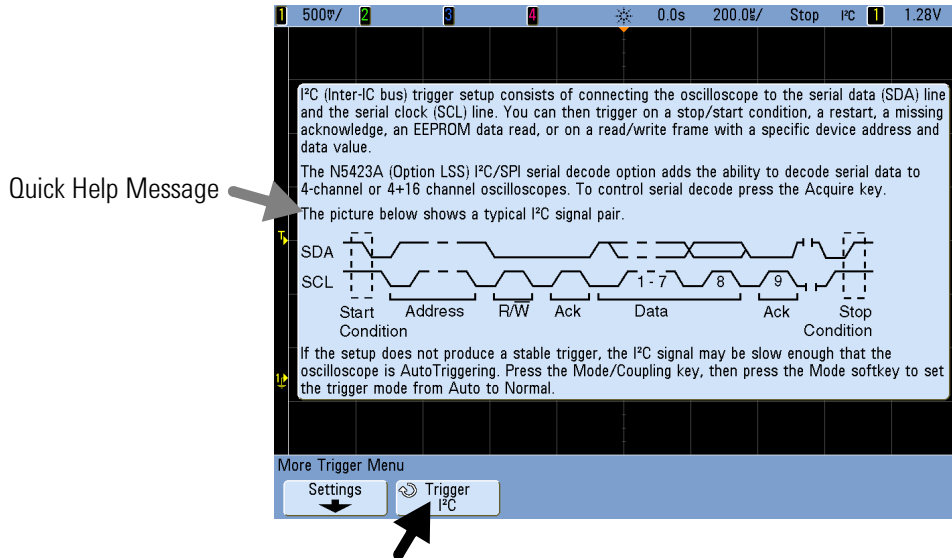 1 500mV/ 2 3 4 0.0s 200.0µs/ Stop I²C 1 1.28V
I²C (Inter-IC bus) trigger setup consists of connecting the oscilloscope to the serial data (SDA) line
and the serial clock (SCL) line. You can then trigger on a stop/start condition, a restart, a missing
acknowledge, an EEPROM data read, or on a read/write frame with a specific device address and
data value.
The N5423A (Option LSS) I²C/SPI serial decode option adds the ability to decode serial data to
4-channel or 4+16 channel oscilloscopes. To control serial decode press the Acquire key.
Quick Help Message
The picture below shows a typical I²C signal pair.
T
SDA
SCL 1 - 7 8 9
Start Address R/W̅ Ack Data Ack Stop
Condition Condition
If the setup does not produce a stable trigger, the I²C signal may be slow enough that the
oscilloscope is AutoTriggering. Press the Mode/Coupling key, then press the Mode softkey to set
1
the trigger mode from Auto to Normal.
More Trigger Menu
Settings Trigger
I²C